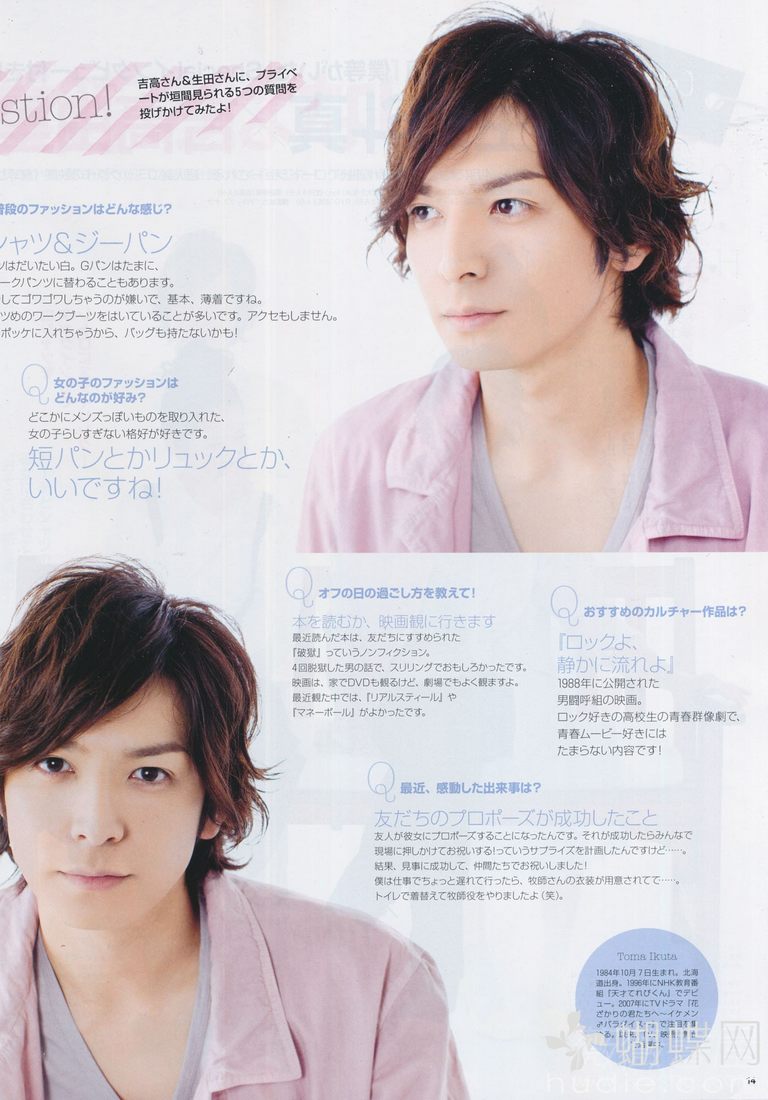 stion!
吉高さん&生田さんに、プライベ
ートが垣間見られる5つの質問を
投げかけてみたよ!
普段のファッションはどんな感じ?
シャツ&ジーパン
ツはだいたい白。Gパンはたまに、
ークパンツに替わることもあります。
してゴワゴワしちゃうのが嫌いで、基本、薄着ですね。
ツめのワークブーツをはいていることが多いです。アクセもしません。
ポッケに入れちゃうから、バッグも持たないかも!
Q 女の子のファッションは
どんなのが好み?
どこかにメンズっぽいものを取り入れた、
女の子らしすぎない格好が好きです。
短パンとかリュックとか、
いいですね!
Q オフの日の過ごし方を教えて!
本を読むか、映画観に行きます
最近読んだ本は、友だちにすすめられた
『破獄』っていうノンフィクション。
4回脱獄した男の話で、スリリングでおもしろかったです。
映画は、家でDVDも観るけど、劇場でもよく観ますよ。
最近観た中では、『リアルスティール』や
『マネーボール』がよかったです。
Q おすすめのカルチャー作品は?
『ロックよ、
静かに流れよ』
1988年に公開された
男闘呼組の映画。
ロック好きの高校生の青春群像劇で、
青春ムービー好きには
たまらない内容です!
Q 最近、感動した出来事は?
友だちのプロポーズが成功したこと
友人が彼女にプロポーズすることになったんです。それが成功したらみんなで
現場に押しかけてお祝いする!っていうサプライズを計画したんですけど……。
結果、見事に成功して、仲間たちでお祝いしました!
僕は仕事でちょっと遅れて行ったら、牧師さんの衣装が用意されてて……。
トイレで着替えて牧師役をやりましたよ(笑)。
Toma Ikuta
1984年10月7日生まれ。北海
道出身。1996年にNHK教育番
組「天才てれびくん」でデビ
ュー。2007年にTVドラマ「花
ざかりの君たちへ～イケメン
♂パラダイス～」で注目を集
める。
蝴蝶网
hudie.com
14